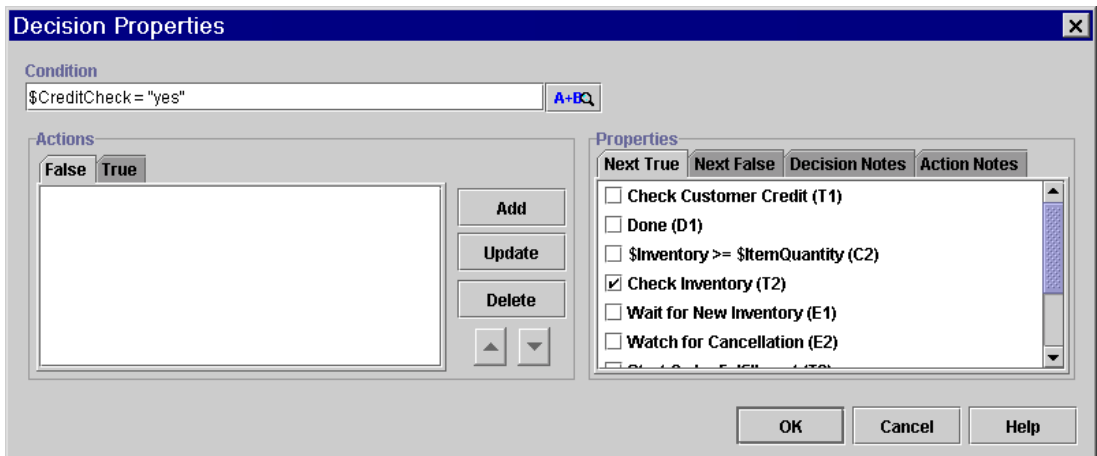 Decision Properties
Condition
$CreditCheck = "yes"
A+B
Actions
False True
Add
Update
Delete
Properties
Next True Next False Decision Notes Action Notes
Check Customer Credit (T1)
Done (D1)
$Inventory >= $ItemQuantity (C2)
Check Inventory (T2)
Wait for New Inventory (E1)
Watch for Cancellation (E2)
OK Cancel Help